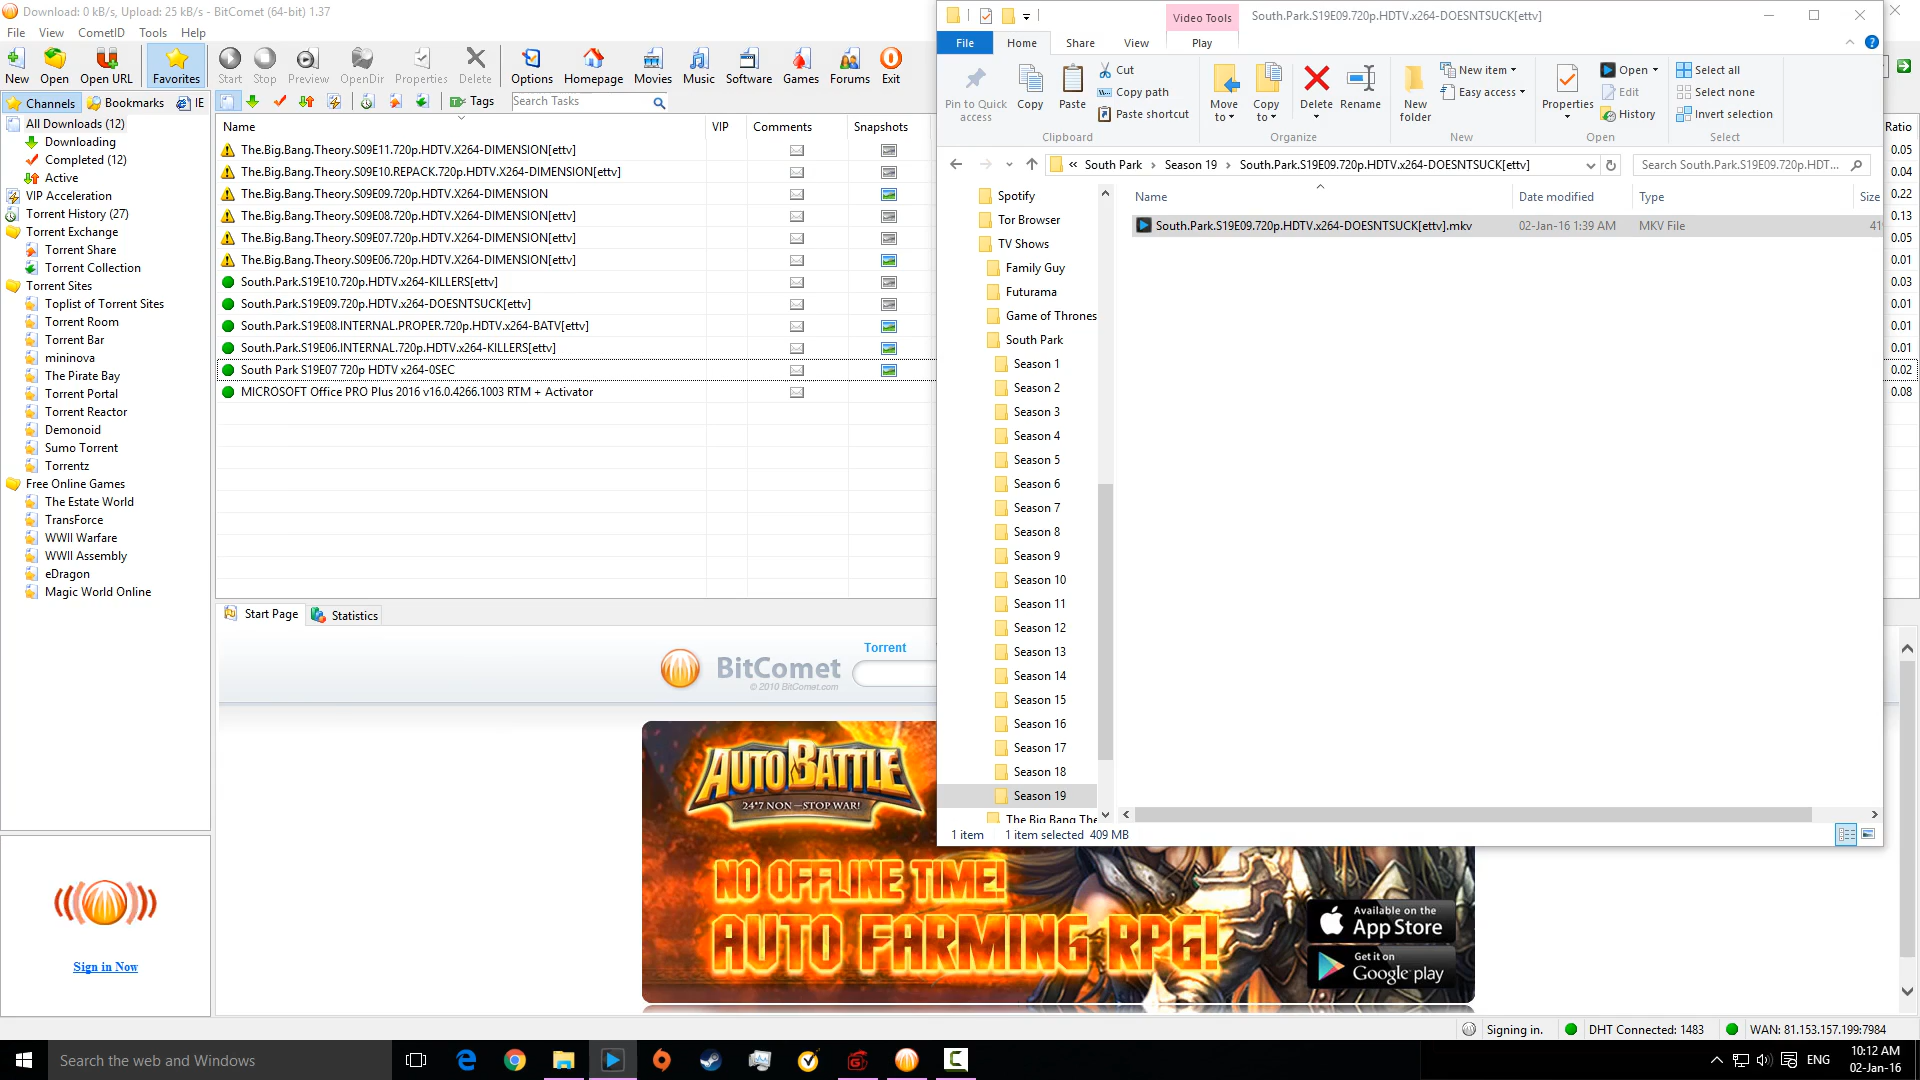 Download: 0 kB/s, Upload: 25 kB/s - BitComet (64-bit) 1.37
File View CometID Tools Help
New Open Open URL Favorites Start Stop Preview OpenDir Properties Delete Options Homepage Movies Music Software Games Forums Exit
Channels Bookmarks IE
Tags Search Tasks
All Downloads (12)
Downloading
Completed (12)
Active
VIP Acceleration
Torrent History (27)
Torrent Exchange
Torrent Share
Torrent Collection
Torrent Sites
Toplist of Torrent Sites
Torrent Room
Torrent Bar
mininova
The Pirate Bay
Torrent Portal
Torrent Reactor
Demonoid
Sumo Torrent
Torrentz
Free Online Games
The Estate World
TransForce
WWII Warfare
WWII Assembly
eDragon
Magic World Online
Sign in Now
Name VIP Comments Snapshots Ratio
The.Big.Bang.Theory.S09E11.720p.HDTV.X264-DIMENSION[ettv] 0.05
The.Big.Bang.Theory.S09E10.REPACK.720p.HDTV.X264-DIMENSION[ettv] 0.04
The.Big.Bang.Theory.S09E09.720p.HDTV.X264-DIMENSION 0.22
The.Big.Bang.Theory.S09E08.720p.HDTV.X264-DIMENSION[ettv] 0.13
The.Big.Bang.Theory.S09E07.720p.HDTV.X264-DIMENSION[ettv] 0.05
The.Big.Bang.Theory.S09E06.720p.HDTV.X264-DIMENSION[ettv] 0.01
South.Park.S19E10.720p.HDTV.x264-KILLERS[ettv] 0.03
South.Park.S19E09.720p.HDTV.x264-DOESNTSUCK[ettv] 0.01
South.Park.S19E08.INTERNAL.PROPER.720p.HDTV.x264-BATV[ettv] 0.01
South.Park.S19E06.INTERNAL.720p.HDTV.x264-KILLERS[ettv] 0.01
South Park S19E07 720p HDTV x264-0SEC 0.02
MICROSOFT Office PRO Plus 2016 v16.0.4266.1003 RTM + Activator 0.08
Start Page Statistics
BitComet
© 2010 BitComet.com
Torrent
AUTOBATTLE
24*7 NON-STOP WAR!
NO OFFLINE TIME!
AUTO FARMING RPG!
Available on the
App Store
Get it on
Google play
Video Tools South.Park.S19E09.720p.HDTV.x264-DOESNTSUCK[ettv]
File Home Share View Play
Pin to Quick access
Copy
Paste
Cut
Copy path
Paste shortcut
Clipboard
Move to
Copy to
Delete
Rename
Organize
New folder
New item
Easy access
New
Properties
Open
Edit
History
Open
Select all
Select none
Invert selection
Select
« South Park Season 19 South.Park.S19E09.720p.HDTV.x264-DOESNTSUCK[ettv] Search South.Park.S19E09.720p.HDT...
Name Date modified Type Size
South.Park.S19E09.720p.HDTV.x264-DOESNTSUCK[ettv].mkv 02-Jan-16 1:39 AM MKV File 41
Spotify
Tor Browser
TV Shows
Family Guy
Futurama
Game of Thrones
South Park
Season 1
Season 2
Season 3
Season 4
Season 5
Season 6
Season 7
Season 8
Season 9
Season 10
Season 11
Season 12
Season 13
Season 14
Season 15
Season 16
Season 17
Season 18
Season 19
The Big Bang The
1 item 1 item selected 409 MB
Signing in. DHT Connected: 1483 WAN: 81.153.157.199:7984
Search the web and Windows
ENG
10:12 AM
02-Jan-16